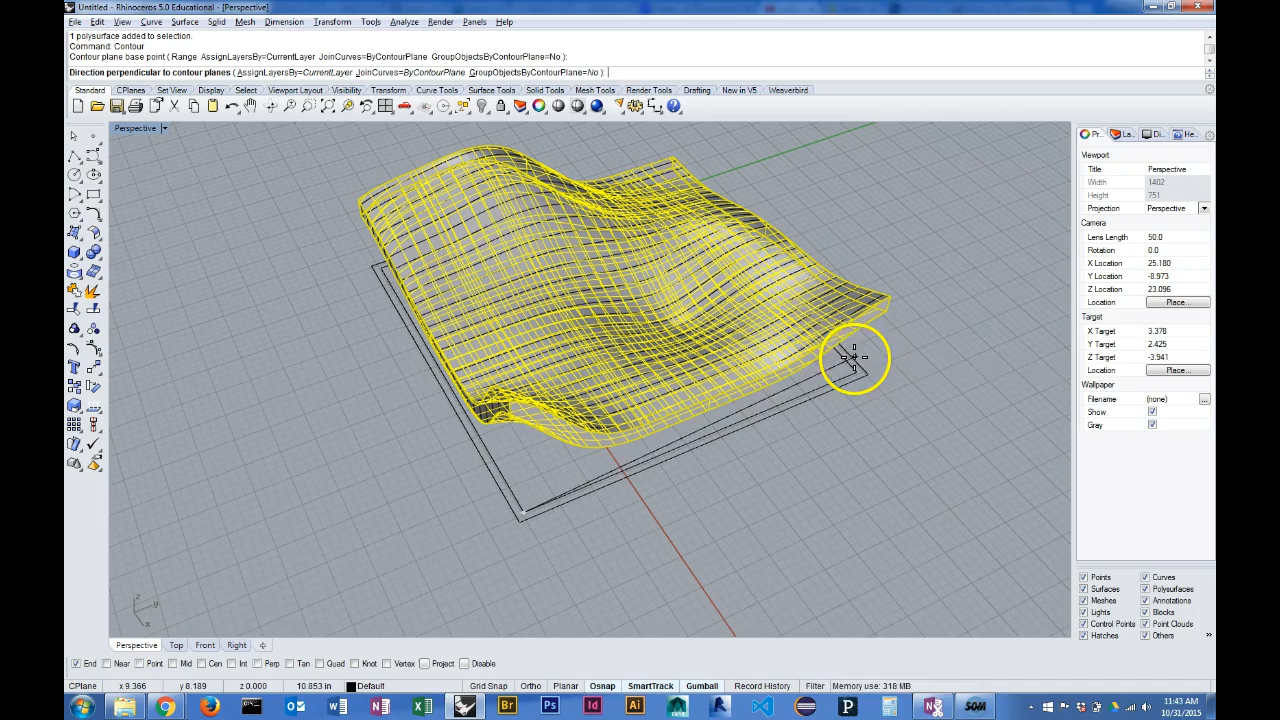 Untitled - Rhinoceros 5.0 Educational - [Perspective]
File Edit View Curve Surface Solid Mesh Dimension Transform Tools Analyze Render Panels Help
1 polysurface added to selection.
Command: Contour
Contour plane base point ( Range AssignLayersBy=CurrentLayer JoinCurves=ByContourPlane GroupObjectsByContourPlane=No ):
Direction perpendicular to contour planes ( AssignLayersBy=CurrentLayer JoinCurves=ByContourPlane GroupObjectsByContourPlane=No ):
Standard CPlanes Set View Display Select Viewport Layout Visibility Transform Curve Tools Surface Tools Solid Tools Mesh Tools Render Tools Drafting New in V5 Weaverbird
Perspective
Pr... La... Di... He...
Viewport
Title Perspective
Width 1402
Height 751
Projection Perspective
Camera
Lens Length 50.0
Rotation 0.0
X Location 25.180
Y Location -8.973
Z Location 23.096
Location Place...
Target
X Target 3.378
Y Target 2.425
Z Target -3.941
Location Place...
Wallpaper
Filename (none) ...
Show
Gray
z
y
x
Points Curves
Surfaces Polysurfaces
Meshes Annotations
Lights Blocks
Control Points Point Clouds
Hatches Others
Perspective Top Front Right
End Near Point Mid Cen Int Perp Tan Quad Knot Vertex Project Disable
CPlane x 9.366 y 8.189 z 0.000 10.853 in Default Grid Snap Ortho Planar Osnap SmartTrack Gumball Record History Filter Memory use: 318 MB
Br Ps Id Ai P SOM
11:43 AM
10/31/2015